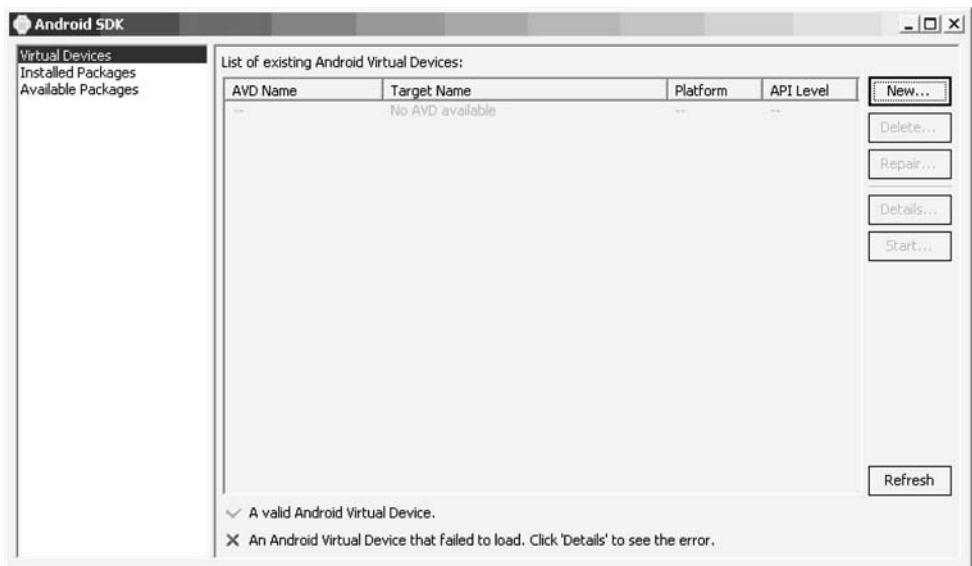 Android SDK
Virtual Devices
Installed Packages
Available Packages
List of existing Android Virtual Devices:
AVD Name Target Name Platform API Level
-- No AVD available -- --
New...
Delete...
Repair...
Details...
Start...
Refresh
A valid Android Virtual Device.
An Android Virtual Device that failed to load. Click 'Details' to see the error.